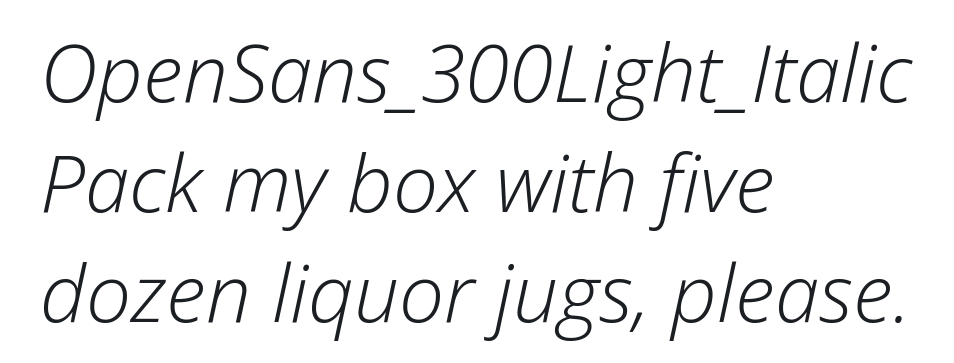 OpenSans_300Light_Italic
Pack my box with five
dozen liquor jugs, please.